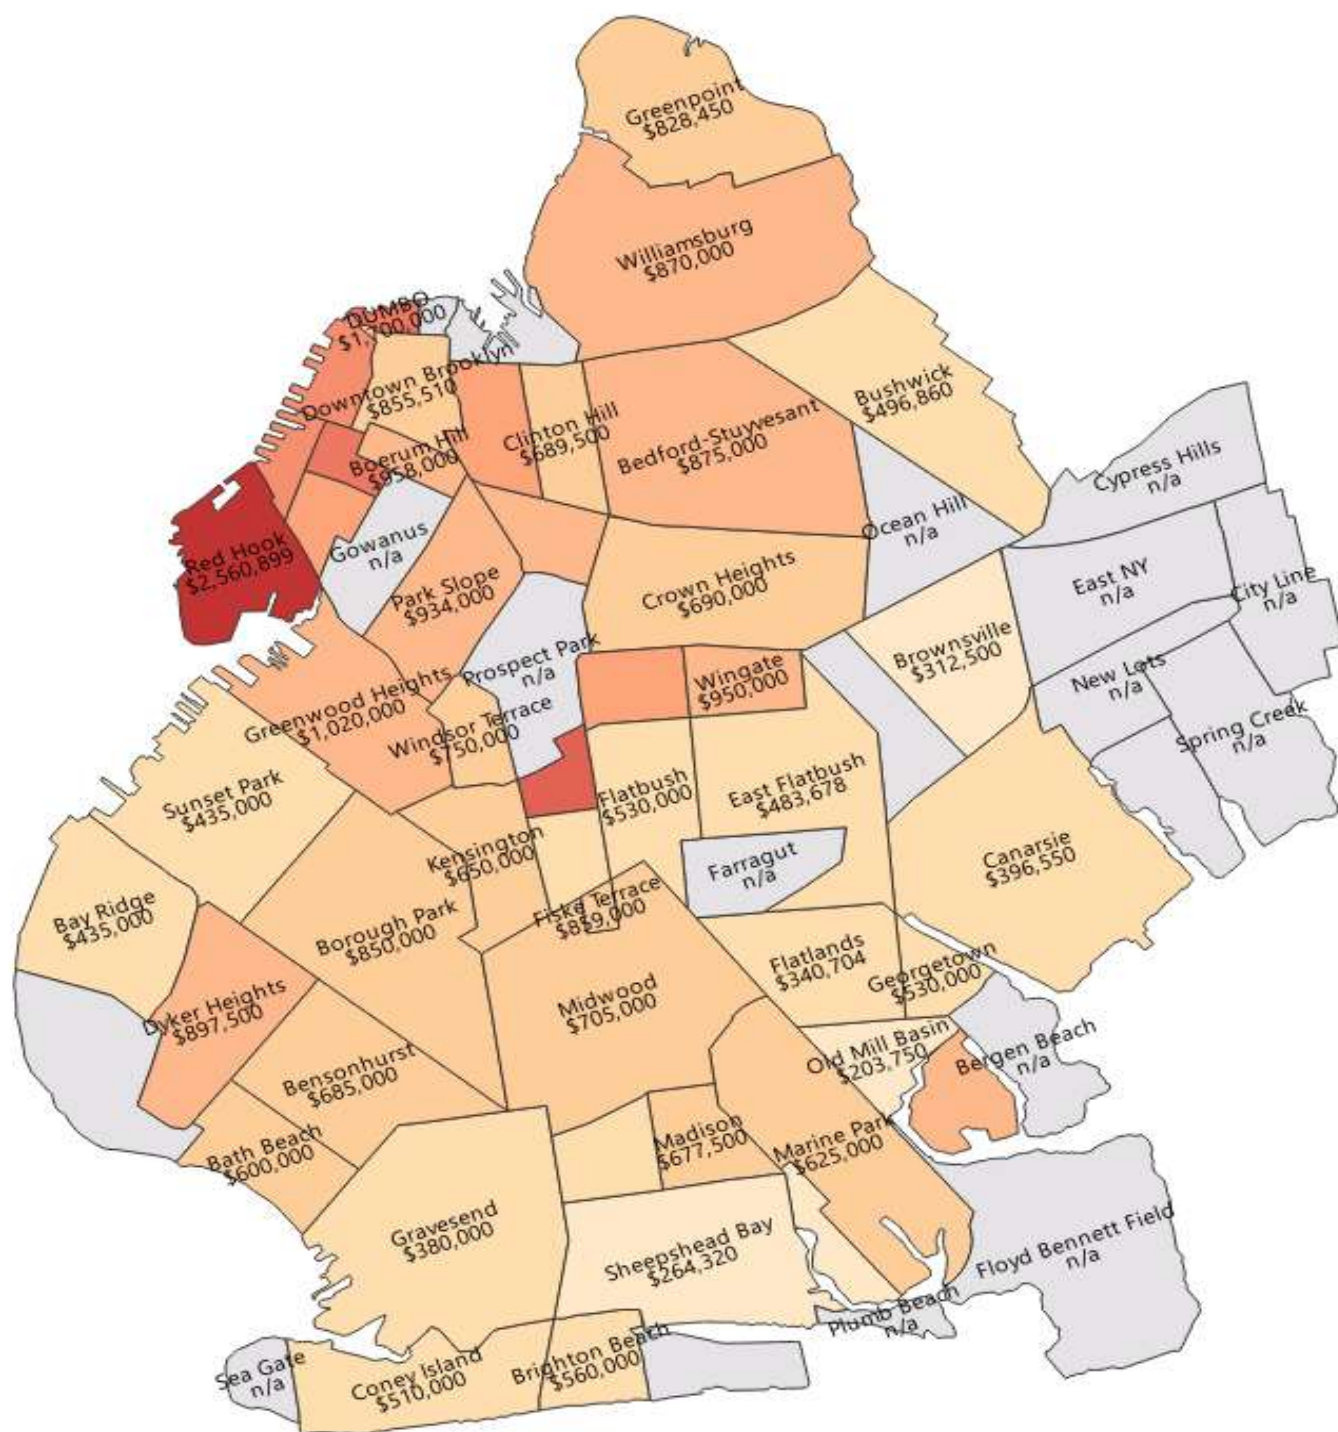 Greenpoint
$828,450
Williamsburg
$870,000
DUMBO
$1,700,000
Downtown Brooklyn
$855,510
Bushwick
$496,860
Boerum Hill
$958,000
Clinton Hill
$689,500
Bedford-Stuyvesant
$875,000
Cypress Hills
n/a
Ocean Hill
n/a
Red Hook
$2,560,899
Gowanus
n/a
Park Slope
$934,000
Crown Heights
$690,000
East NY
n/a
City Line
n/a
Brownsville
$312,500
Prospect Park
n/a
Wingate
$950,000
New Lots
n/a
Greenwood Heights
$1,020,000
Windsor Terrace
$750,000
Spring Creek
n/a
Sunset Park
$435,000
Flatbush
$530,000
East Flatbush
$483,678
Kensington
$650,000
Farragut
n/a
Canarsie
$396,550
Bay Ridge
$435,000
Borough Park
$850,000
Fiske Terrace
$859,000
Flatlands
$340,704
Georgetown
$530,000
Dyker Heights
$897,500
Midwood
$705,000
Old Mill Basin
$203,750
Bergen Beach
n/a
Bensonhurst
$685,000
Bath Beach
$600,000
Madison
$677,500
Marine Park
$625,000
Gravesend
$380,000
Sheepshead Bay
$264,320
Floyd Bennett Field
n/a
Plumb Beach
n/a
Sea Gate
n/a
Coney Island
$510,000
Brighton Beach
$560,000